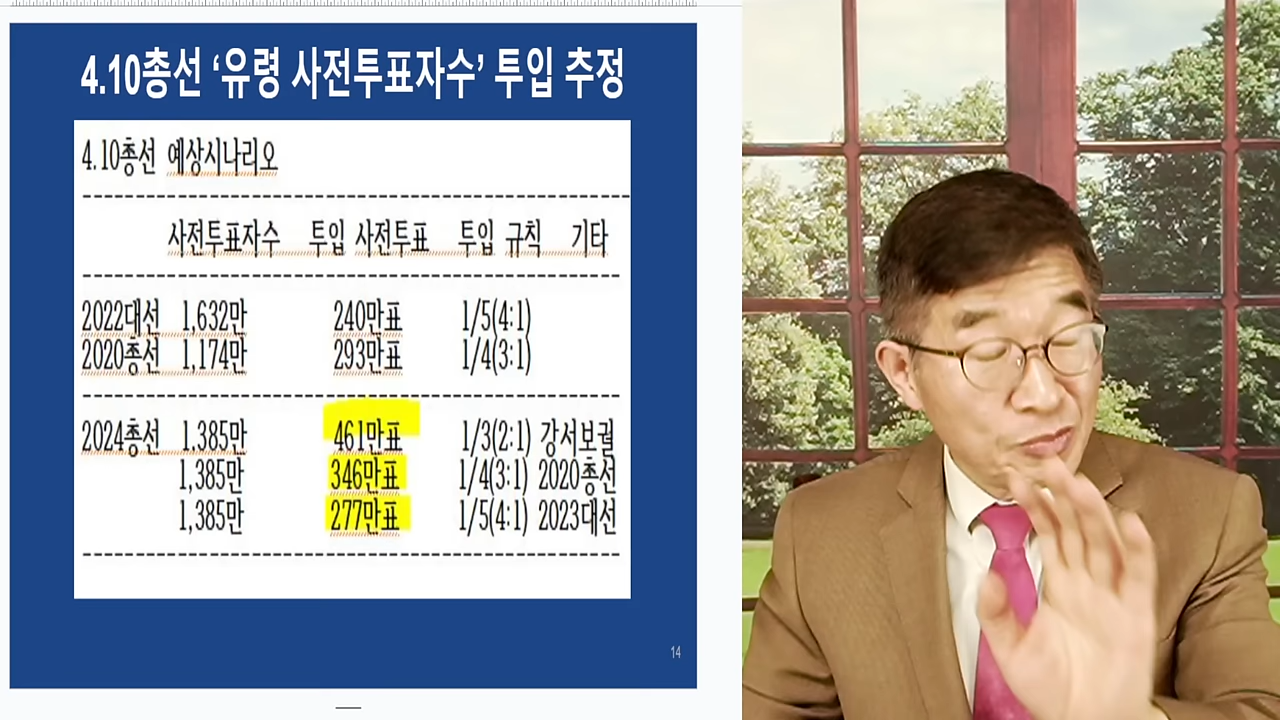 4.10총선 ‘유령 사전투표자수’ 투입 추정
4.10총선 예상시나리오
사전투표자수 투입 사전투표 투입 규칙 기타
2022대선 1,632만 240만표 1/5(4:1)
2020총선 1,174만 293만표 1/4(3:1)
2024총선 1,385만 461만표 1/3(2:1) 강서보궐
1,385만 346만표 1/4(3:1) 2020총선
1,385만 277만표 1/5(4:1) 2023대선
14